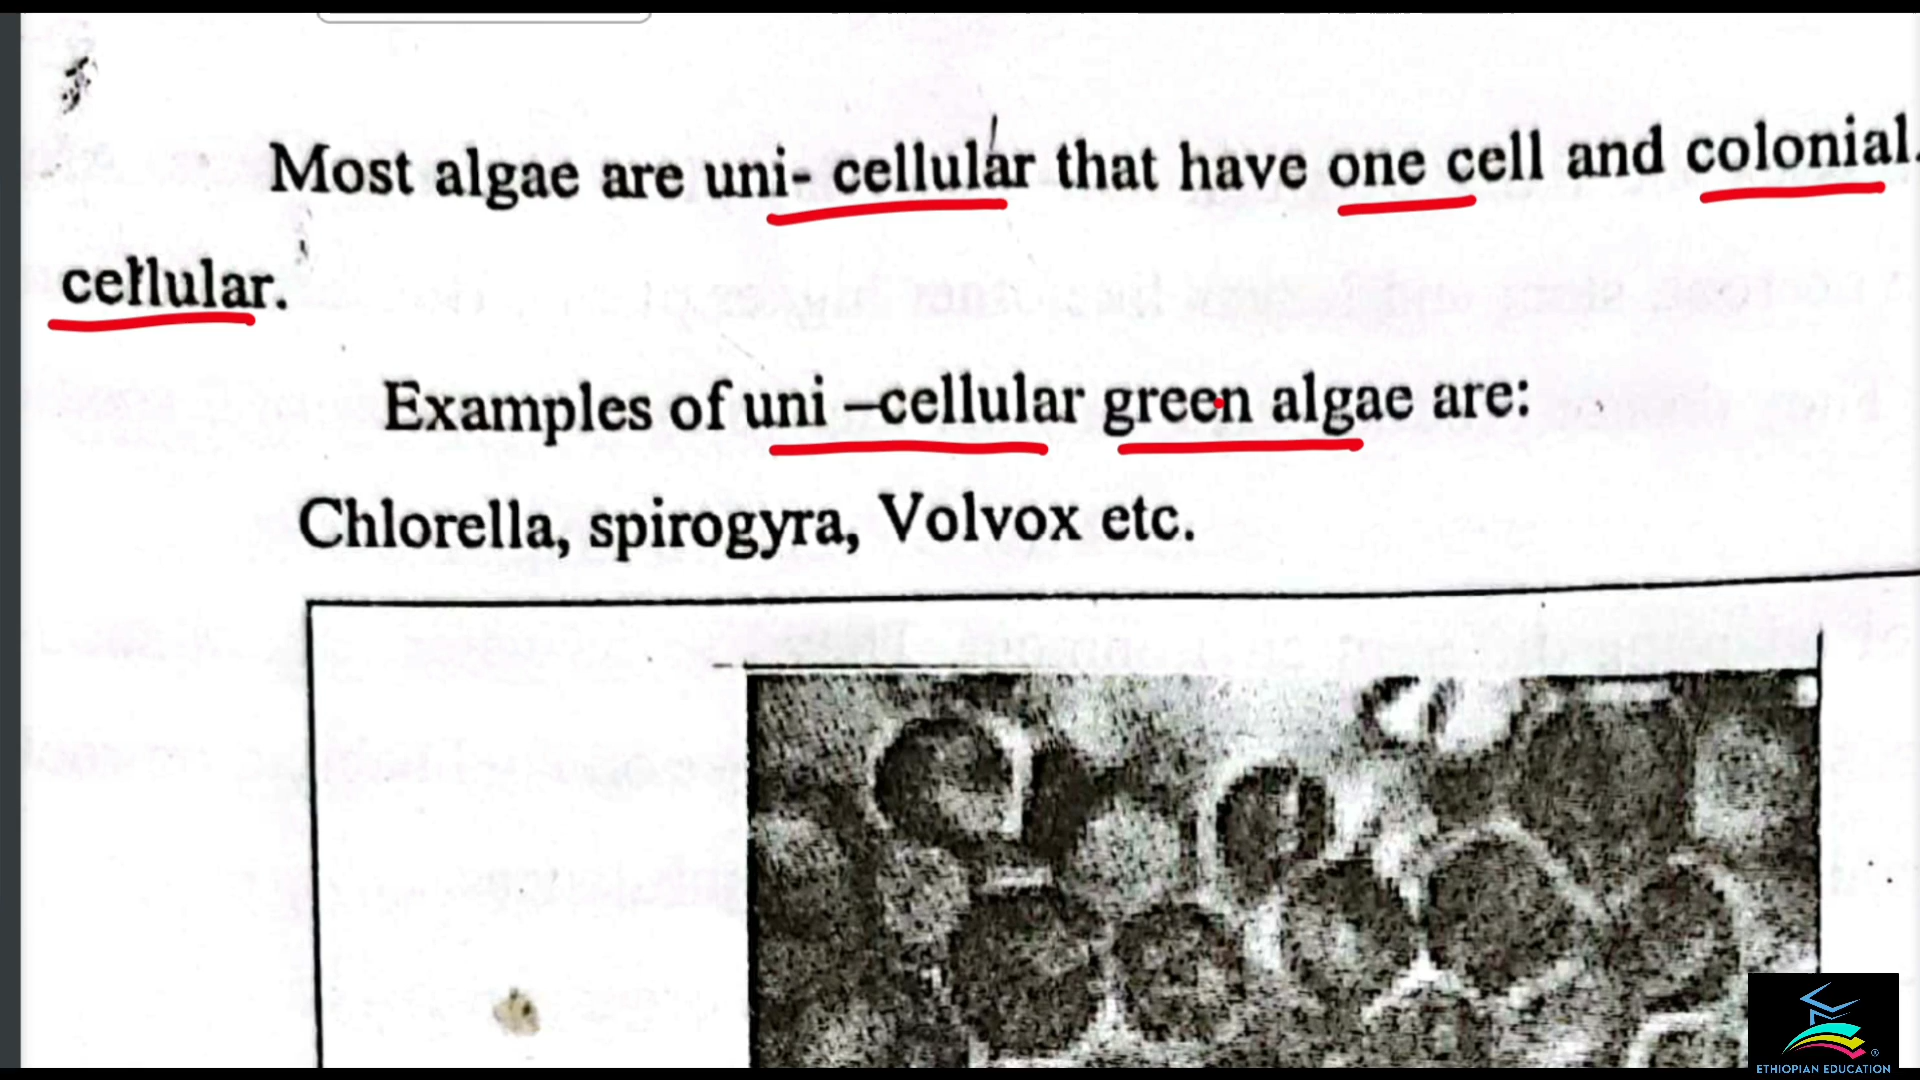 Most algae are uni- cellular that have one cell and colonial
cellular.
Examples of uni –cellular green algae are:
Chlorella, spirogyra, Volvox etc.
ETHIOPIAN EDUCATION